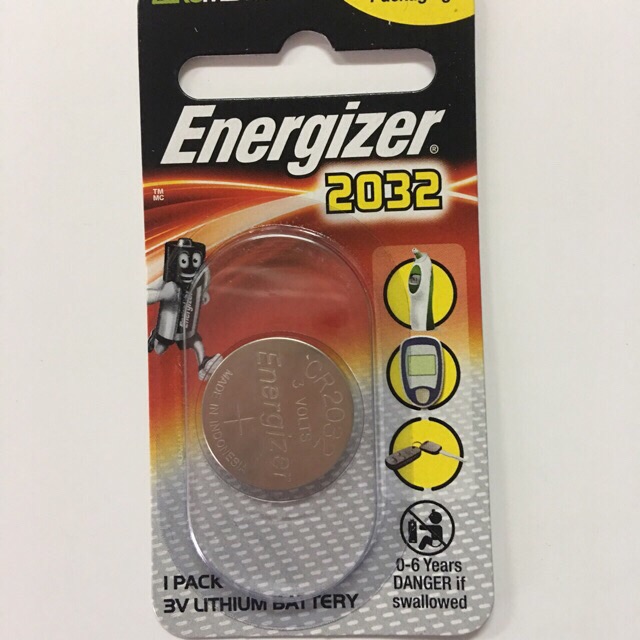 Energizer®
2032
TM
MC
Energizer
CR2032
3 VOLTS
Energizer
+
MADE IN INDONESIA
0-6 Years
DANGER if
swallowed
1 PACK
3V LITHIUM BATTERY